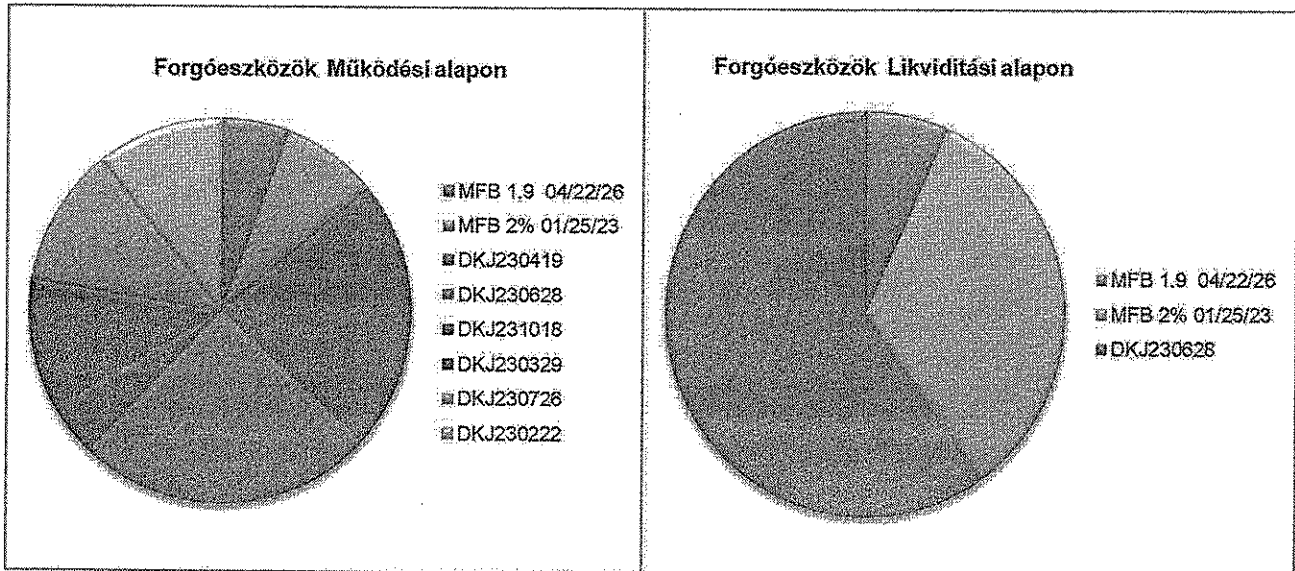 Forgóeszközök Működési alapon
MFB 1,9 04/22/26
MFB 2% 01/25/23
DKJ230419
DKJ230628
DKJ231018
DKJ230329
DKJ230726
DKJ230222
Forgóeszközök Likviditási alapon
MFB 1.9 04/22/26
MFB 2% 01/25/23
DKJ230628